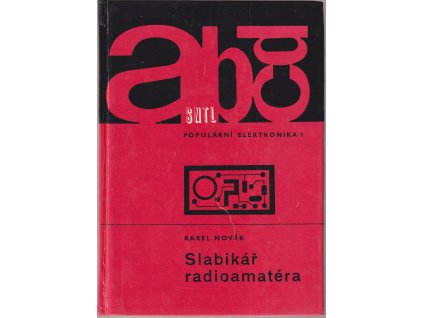 abcd
SNTL
POPULÁRNÍ ELEKTRONIKA 1
KAREL NOVÁK
Slabikář
radioamatéra